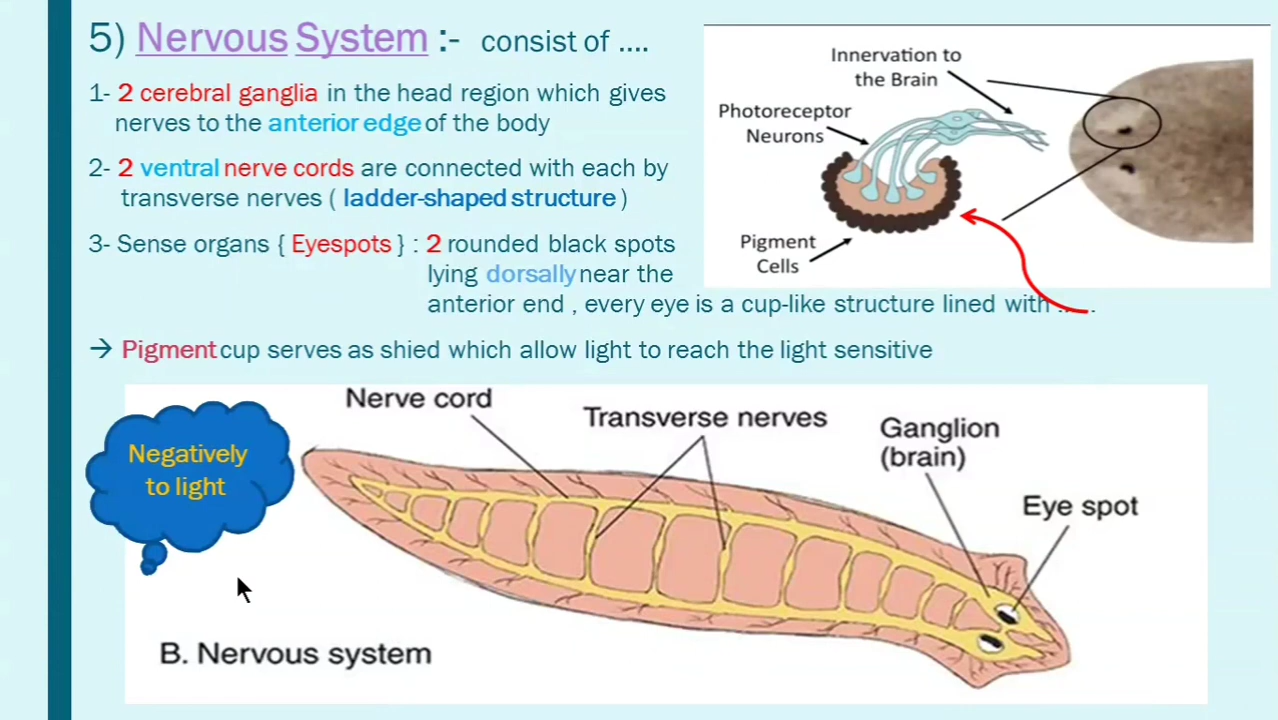 5) Nervous System :- consist of ....
1- 2 cerebral ganglia in the head region which gives
nerves to the anterior edge of the body
2- 2 ventral nerve cords are connected with each by
transverse nerves ( ladder-shaped structure )
3- Sense organs { Eyespots } : 2 rounded black spots
lying dorsally near the
anterior end , every eye is a cup-like structure lined with .....
→ Pigment cup serves as shied which allow light to reach the light sensitive
Innervation to
the Brain
Photoreceptor
Neurons
Pigment
Cells
Negatively
to light
Nerve cord
Transverse nerves
Ganglion
(brain)
Eye spot
B. Nervous system